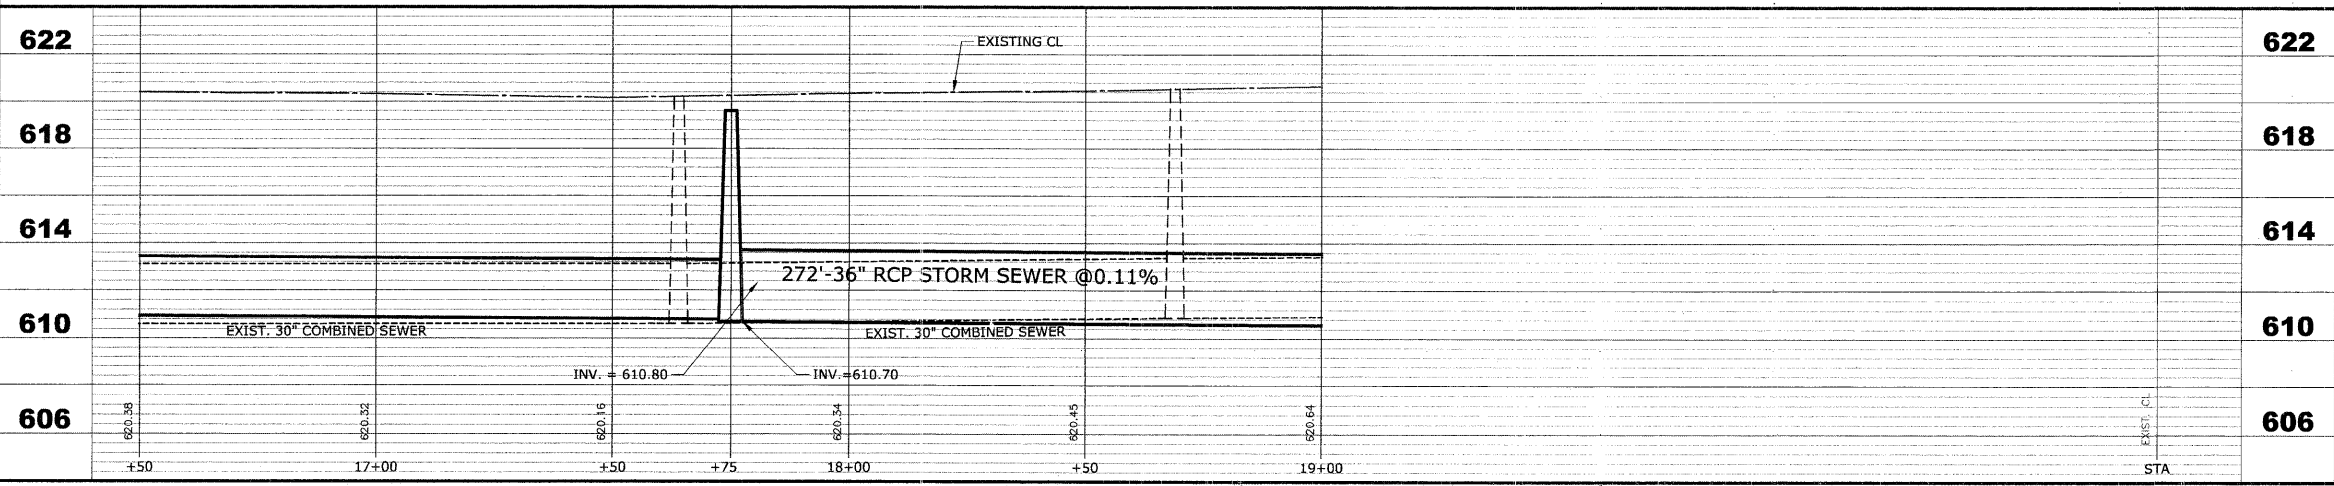 622
EXISTING CL
622
618
618
614
614
272'-36" RCP STORM SEWER @0.11%
610
EXIST. 30" COMBINED SEWER
EXIST. 30" COMBINED SEWER
610
INV. = 610.80
INV.=610.70
606
620.38
620.32
620.16
620.34
620.45
620.64
EXIST. CL
606
+50
17+00
+50
+75
18+00
+50
19+00
STA